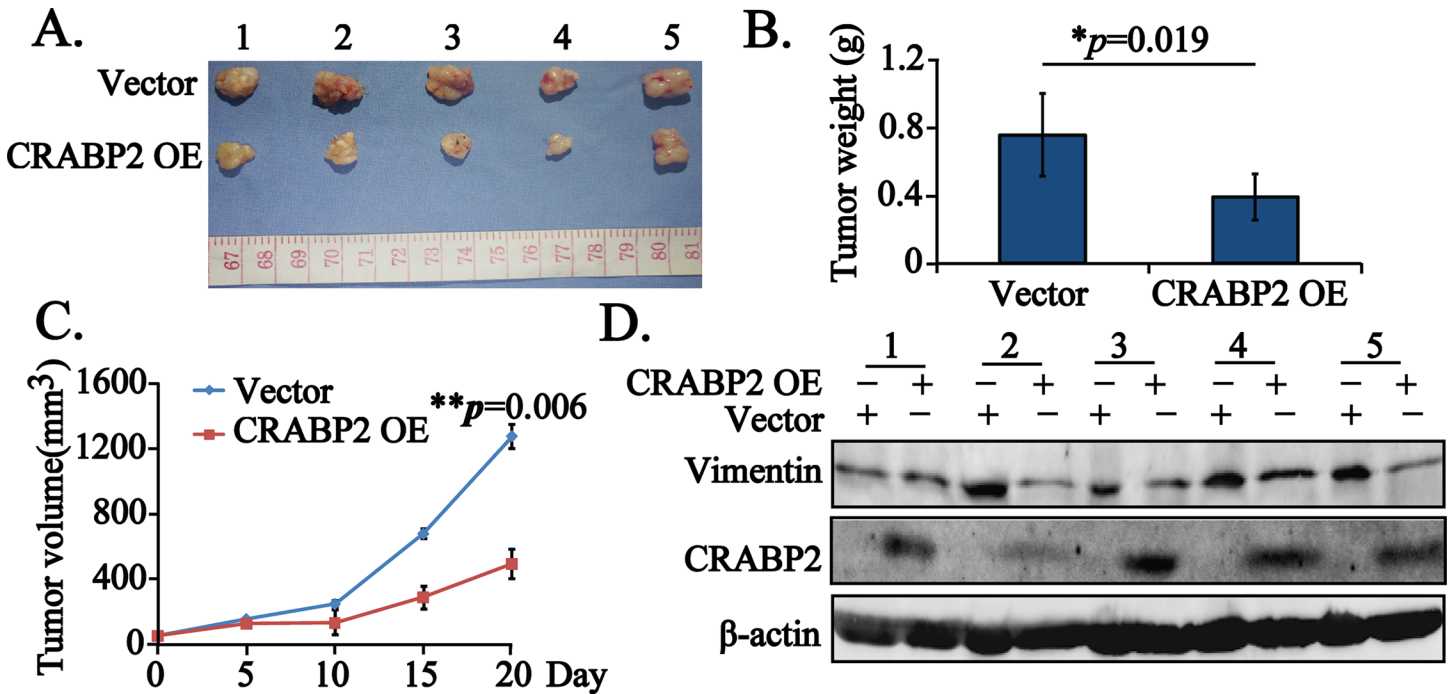 A.
1 2 3 4 5
Vector
CRABP2 OE
67 68 69 70 71 72 73 74 75 76 77 78 79 80 81
B.
*p=0.019
Tumor weight (g)
1.2
0.8
0.4
0
Vector CRABP2 OE
C.
Tumor volume(mm³)
1600
1200
800
400
0
Vector
CRABP2 OE
**p=0.006
0 5 10 15 20 Day
D.
1 2 3 4 5
CRABP2 OE − + − + − + − + − +
Vector + − + − + − + − + −
Vimentin
CRABP2
β-actin